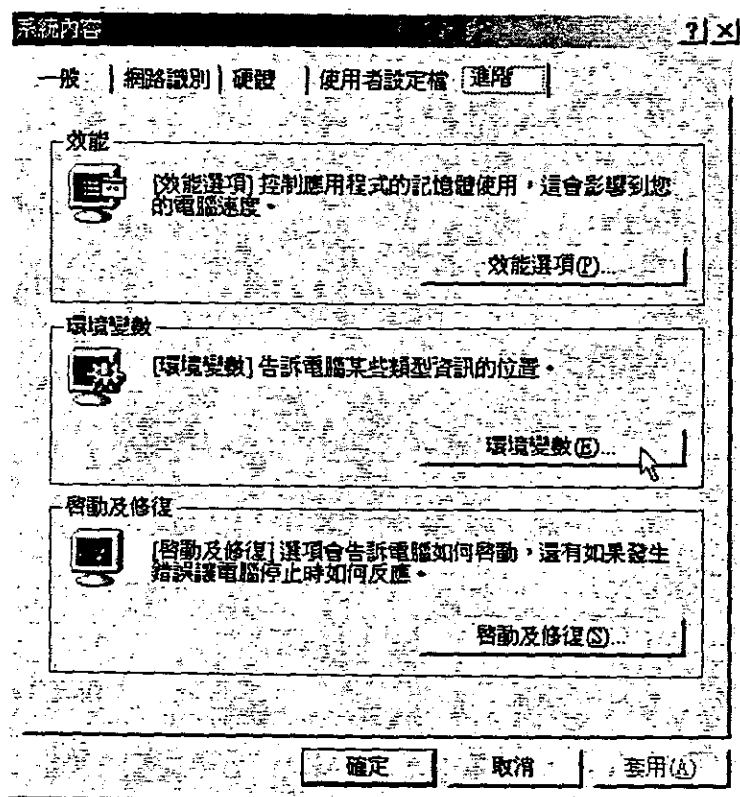 系統內容
一般 網路識別 硬體 使用者設定檔 進階
效能
[效能選項] 控制應用程式的記憶體使用，這會影響到您
的電腦速度。
效能選項(P)...
環境變數
[環境變數] 告訴電腦某些類型資訊的位置。
環境變數(E)...
啓動及修復
[啓動及修復] 選項會告訴電腦如何啓動，還有如果發生
錯誤讓電腦停止時如何反應。
啓動及修復(S)...
確定 取消 套用(A)